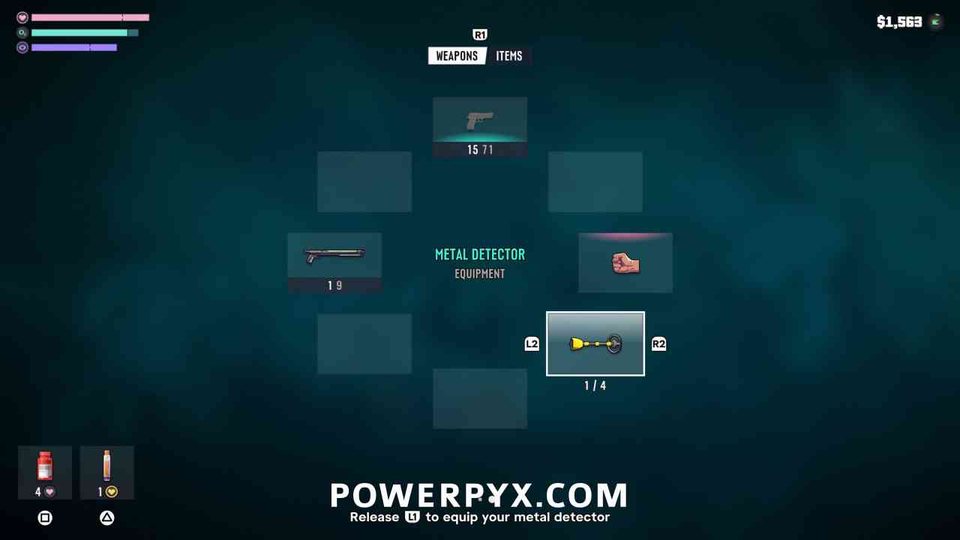 $1,563
R1
WEAPONS ITEMS
15 71
METAL DETECTOR
EQUIPMENT
1 9
L2 R2
1 / 4
4 1
POWERPYX.COM
Release L1 to equip your metal detector